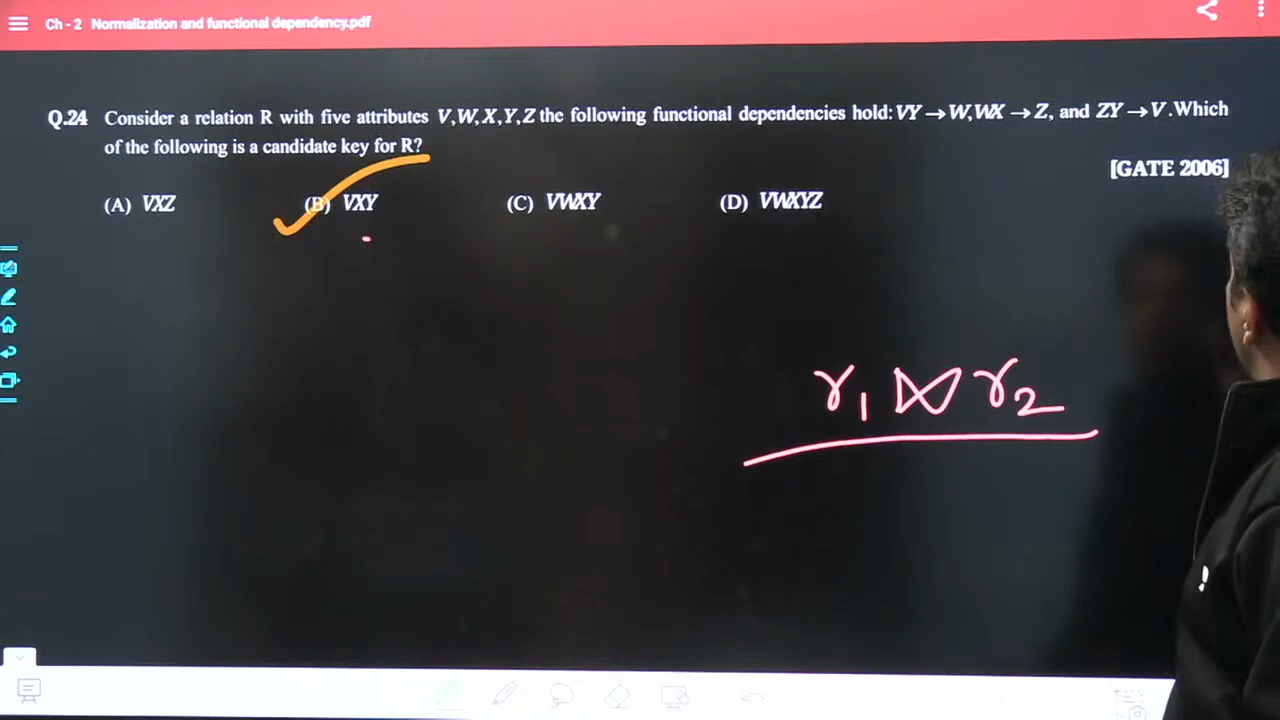 Ch - 2 Normalization and functional dependency.pdf
Q.24 Consider a relation R with five attributes V,W,X,Y,Z the following functional dependencies hold: VY → W,WX → Z, and ZY → V.Which
of the following is a candidate key for R?
[GATE 2006]
(A) VXZ (B) VXY (C) VWXY (D) VWXYZ
r₁ ⋈ r₂